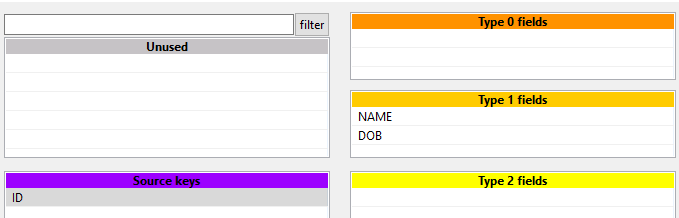 filter
Unused
Source keys
ID
Type 0 fields
Type 1 fields
NAME
DOB
Type 2 fields